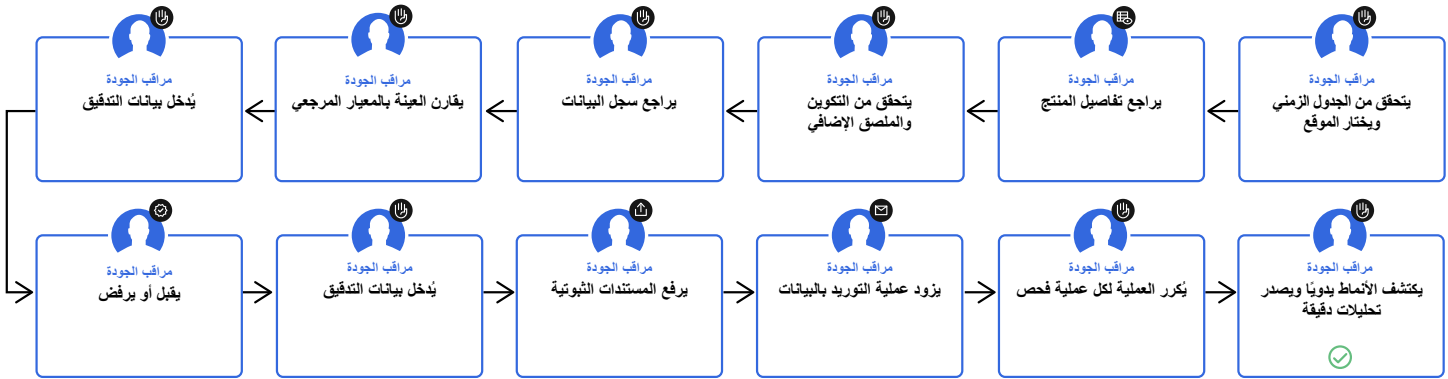 مراقب الجودة
يتحقق من الجدول الزمني
ويختار الموقع
مراقب الجودة
يراجع تفاصيل المنتج
مراقب الجودة
يتحقق من التكوين
والملصق الإضافي
مراقب الجودة
يراجع سجل البيانات
مراقب الجودة
يقارن العينة بالمعيار المرجعي
مراقب الجودة
يُدخل بيانات التدقيق
مراقب الجودة
يقبل أو يرفض
مراقب الجودة
يُدخل بيانات التدقيق
مراقب الجودة
يرفع المستندات الثبوتية
مراقب الجودة
يزود عملية التوريد بالبيانات
مراقب الجودة
يُكرر العملية لكل عملية فحص
مراقب الجودة
يكتشف الأنماط يدويًا ويصدر
تحليلات دقيقة